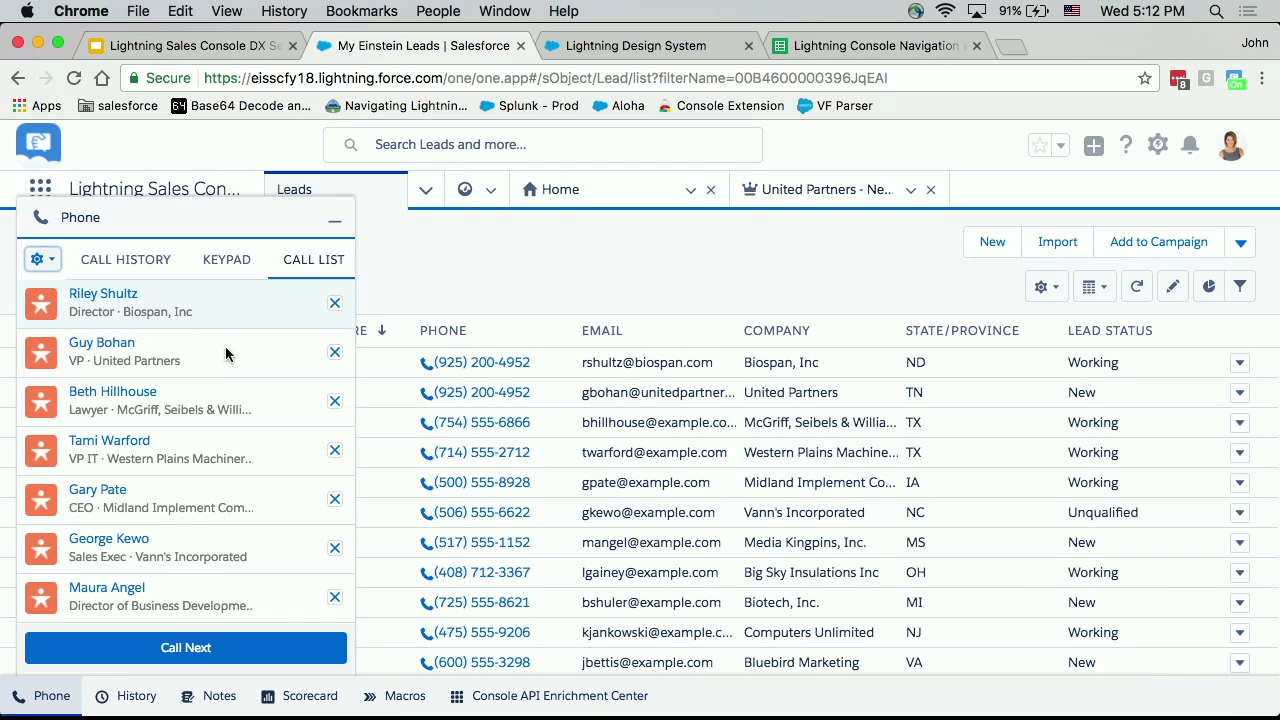 Chrome File Edit View History Bookmarks People Window Help 91% Wed 5:12 PM
Lightning Sales Console DX Se My Einstein Leads | Salesforce Lightning Design System Lightning Console Navigation a John
Secure https://eisscfy18.lightning.force.com/one/one.app#/sObject/Lead/list?filterName=00B4600000396JqEAI 8 G On
Apps salesforce 64 Base64 Decode an... Navigating Lightnin... Splunk - Prod Aloha Console Extension VF Parser
Search Leads and more...
Lightning Sales Con... Leads Home United Partners - Ne...
Phone
New Import Add to Campaign
CALL HISTORY KEYPAD CALL LIST
Riley Shultz
Director · Biospan, Inc
Guy Bohan
VP · United Partners
Beth Hillhouse
Lawyer · McGriff, Seibels & Willi...
Tami Warford
VP IT · Western Plains Machiner...
Gary Pate
CEO · Midland Implement Com...
George Kewo
Sales Exec · Vann's Incorporated
Maura Angel
Director of Business Developme..
Call Next
RE PHONE EMAIL COMPANY STATE/PROVINCE LEAD STATUS
(925) 200-4952 rshultz@biospan.com Biospan, Inc ND Working
(925) 200-4952 gbohan@unitedpartner... United Partners TN New
(754) 555-6866 bhillhouse@example.co... McGriff, Seibels & Willia... TX Working
(714) 555-2712 twarford@example.com Western Plains Machine... TX Working
(500) 555-8928 gpate@example.com Midland Implement Co... IA Working
(506) 555-6622 gkewo@example.com Vann's Incorporated NC Unqualified
(517) 555-1152 mangel@example.com Media Kingpins, Inc. MS New
(408) 712-3367 lgainey@example.com Big Sky Insulations Inc OH Working
(725) 555-8621 bshuler@example.com Biotech, Inc. MI New
(475) 555-9206 kjankowski@example.c... Computers Unlimited NJ Working
(600) 555-3298 jbettis@example.com Bluebird Marketing VA New
Phone History Notes Scorecard Macros Console API Enrichment Center